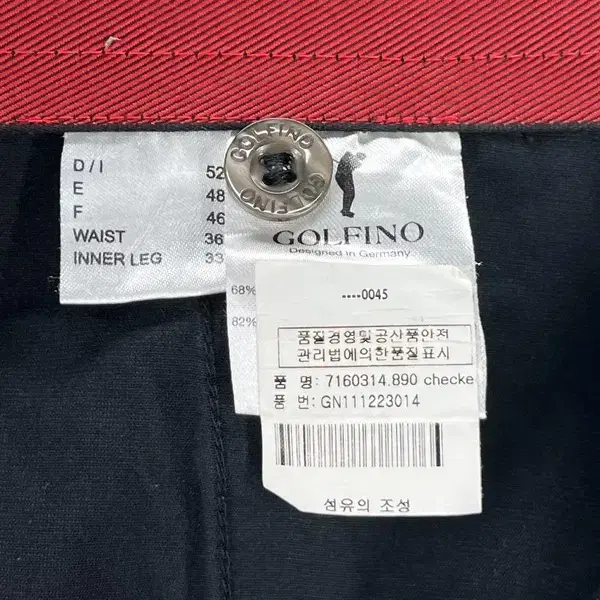 GOLFINO
GOLFINO
D/I 52
E 48
F 46
WAIST 36
INNER LEG 33
GOLFINO
Designed in Germany
68%
82%
----0045
품질경영및공산품안전
관리법에의한품질표시
품 명: 7160314.890 checke
품 번: GN111223014
섬유의 조성